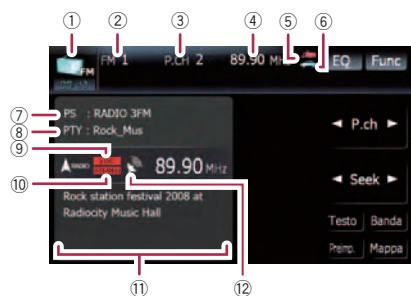 ① ② ③ ④ ⑤ ⑥
FM 1 P.CH 2 89.90 MHz EQ Func
FM
⑦ PS : RADIO 3FM
⑧ PTY : Rock_Mus
◄ P.ch ►
⑨
RADIO 89.90 MHz
⑩
◄ Seek ►
Rock station festival 2008 at
Radiocity Music Hall
Testo Banda
Preimp. Mappa
⑪ ⑫